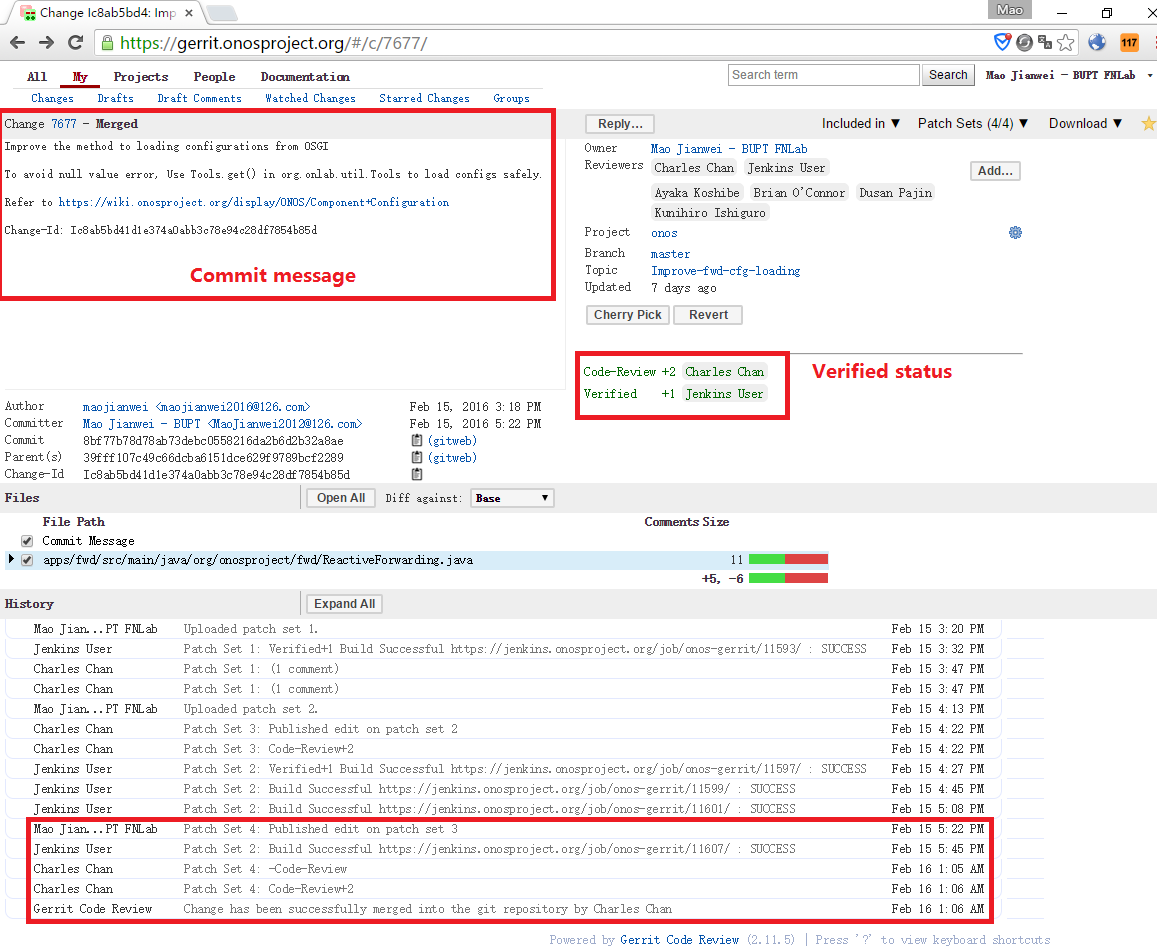 Change Ic8ab5bd4: Imp
Mao
https://gerrit.onosproject.org/#/c/7677/
117
All My Projects People Documentation
Search term Search Mao Jianwei - BUPT FNLab
Changes Drafts Draft Comments Watched Changes Starred Changes Groups
Change 7677 - Merged
Improve the method to loading configurations from OSGI
To avoid null value error, Use Tools.get() in org.onlab.util.Tools to load configs safely.
Refer to https://wiki.onosproject.org/display/ONOS/Component+Configuration
Change-Id: Ic8ab5bd41d1e374a0abb3c78e94c28df7854b85d
Commit message
Reply... Included in ▼ Patch Sets (4/4) ▼ Download ▼
Owner Mao Jianwei - BUPT FNLab
Reviewers Charles Chan Jenkins User Add...
Ayaka Koshibe Brian O'Connor Dusan Pajin
Kunihiro Ishiguro
Project onos
Branch master
Topic Improve-fwd-cfg-loading
Updated 7 days ago
Cherry Pick Revert
Code-Review +2 Charles Chan
Verified +1 Jenkins User
Verified status
Author maojianwei <maojianwei2016@126.com> Feb 15, 2016 3:18 PM
Committer Mao Jianwei - BUPT <MaoJianwei2012@126.com> Feb 15, 2016 5:22 PM
Commit 8bf77b78d78ab73debc0558216da2b6d2b32a8ae (gitweb)
Parent(s) 39fff107c49c66dcba6151dce629f9789bcf2289 (gitweb)
Change-Id Ic8ab5bd41d1e374a0abb3c78e94c28df7854b85d
Files Open All Diff against: Base ▼
File Path Comments Size
Commit Message
apps/fwd/src/main/java/org/onosproject/fwd/ReactiveForwarding.java 11
+5, -6
History Expand All
Mao Jian...PT FNLab Uploaded patch set 1. Feb 15 3:20 PM
Jenkins User Patch Set 1: Verified+1 Build Successful https://jenkins.onosproject.org/job/onos-gerrit/11593/ : SUCCESS Feb 15 3:32 PM
Charles Chan Patch Set 1: (1 comment) Feb 15 3:47 PM
Charles Chan Patch Set 1: (1 comment) Feb 15 3:47 PM
Mao Jian...PT FNLab Uploaded patch set 2. Feb 15 4:13 PM
Charles Chan Patch Set 3: Published edit on patch set 2 Feb 15 4:22 PM
Charles Chan Patch Set 3: Code-Review+2 Feb 15 4:22 PM
Jenkins User Patch Set 2: Verified+1 Build Successful https://jenkins.onosproject.org/job/onos-gerrit/11597/ : SUCCESS Feb 15 4:27 PM
Jenkins User Patch Set 2: Build Successful https://jenkins.onosproject.org/job/onos-gerrit/11599/ : SUCCESS Feb 15 4:45 PM
Jenkins User Patch Set 2: Build Successful https://jenkins.onosproject.org/job/onos-gerrit/11601/ : SUCCESS Feb 15 5:08 PM
Mao Jian...PT FNLab Patch Set 4: Published edit on patch set 3 Feb 15 5:22 PM
Jenkins User Patch Set 2: Build Successful https://jenkins.onosproject.org/job/onos-gerrit/11607/ : SUCCESS Feb 15 5:45 PM
Charles Chan Patch Set 4: -Code-Review Feb 16 1:05 AM
Charles Chan Patch Set 4: Code-Review+2 Feb 16 1:06 AM
Gerrit Code Review Change has been successfully merged into the git repository by Charles Chan Feb 16 1:06 AM
Powered by Gerrit Code Review (2.11.5) | Press '?' to view keyboard shortcuts